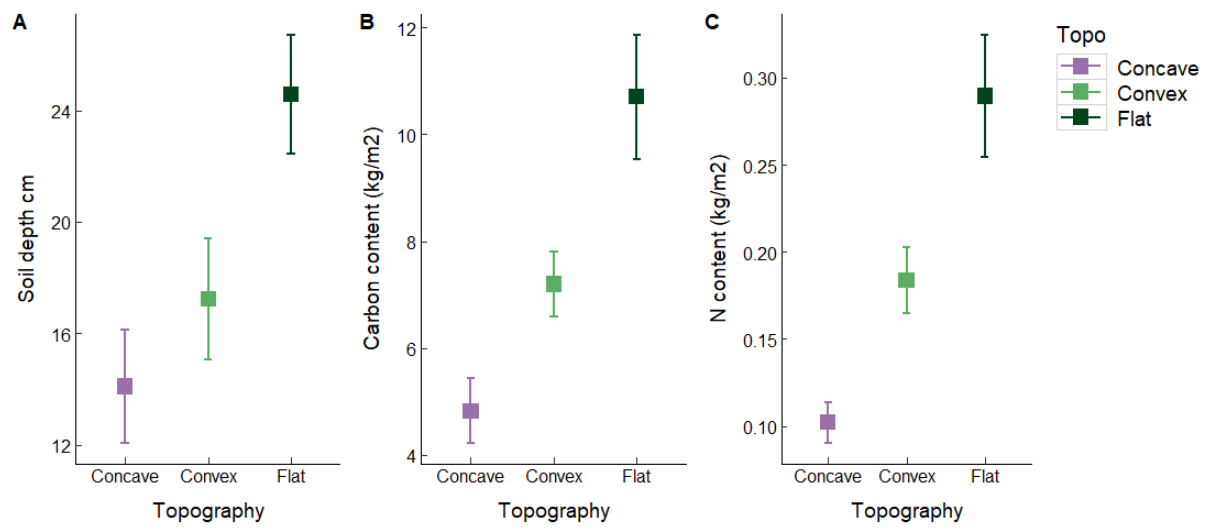 A
Soil depth cm
24
20
16
12
Concave Convex Flat
Topography
B
Carbon content (kg/m2)
12
10
8
6
4
Concave Convex Flat
Topography
C
N content (kg/m2)
0.30
0.25
0.20
0.15
0.10
Concave Convex Flat
Topography
Topo
Concave
Convex
Flat